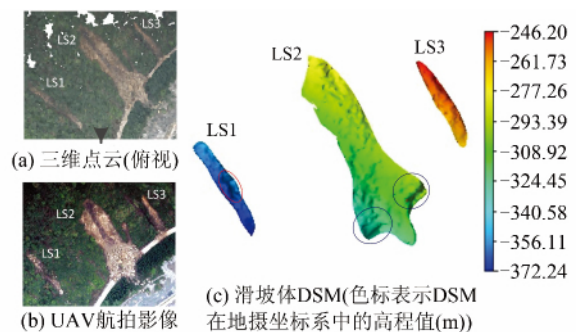 LS3
LS2
LS1
(a) 三维点云(俯视)
LS3
LS2
LS1
(b) UAV航拍影像
LS2
LS3
LS1
-246.20
-261.73
-277.86
-293.39
-308.92
-324.45
-340.58
-356.11
-372.24
(c) 滑坡体DSM(色标表示DSM
在地摄坐标系中的高程值(m))